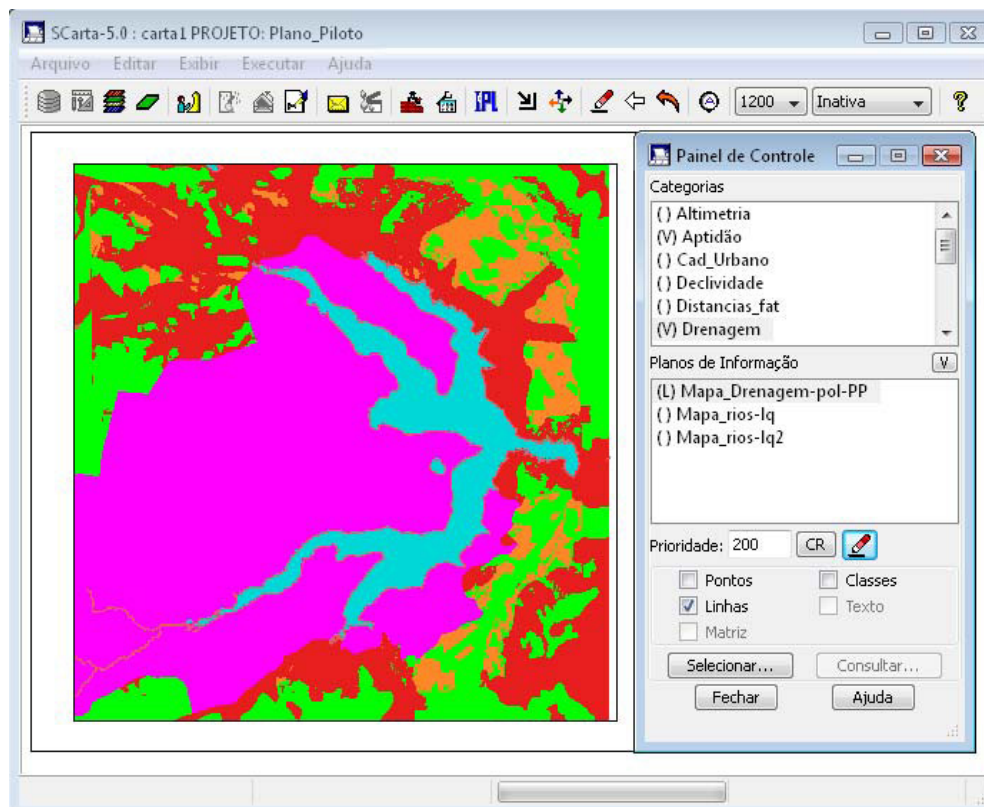 SCarta-5.0 : carta1 PROJETO: Plano_Piloto
Arquivo Editar Exibir Executar Ajuda
IPL 1200 Inativa
Painel de Controle
Categorias
( ) Altimetria
(V) Aptidão
( ) Cad_Urbano
( ) Declividade
( ) Distancias_fat
(V) Drenagem
Planos de Informação V
(L) Mapa_Drenagem-pol-PP
( ) Mapa_rios-lq
( ) Mapa_rios-lq2
Prioridade: 200 CR
Pontos Classes
Linhas Texto
Matriz
Selecionar... Consultar...
Fechar Ajuda